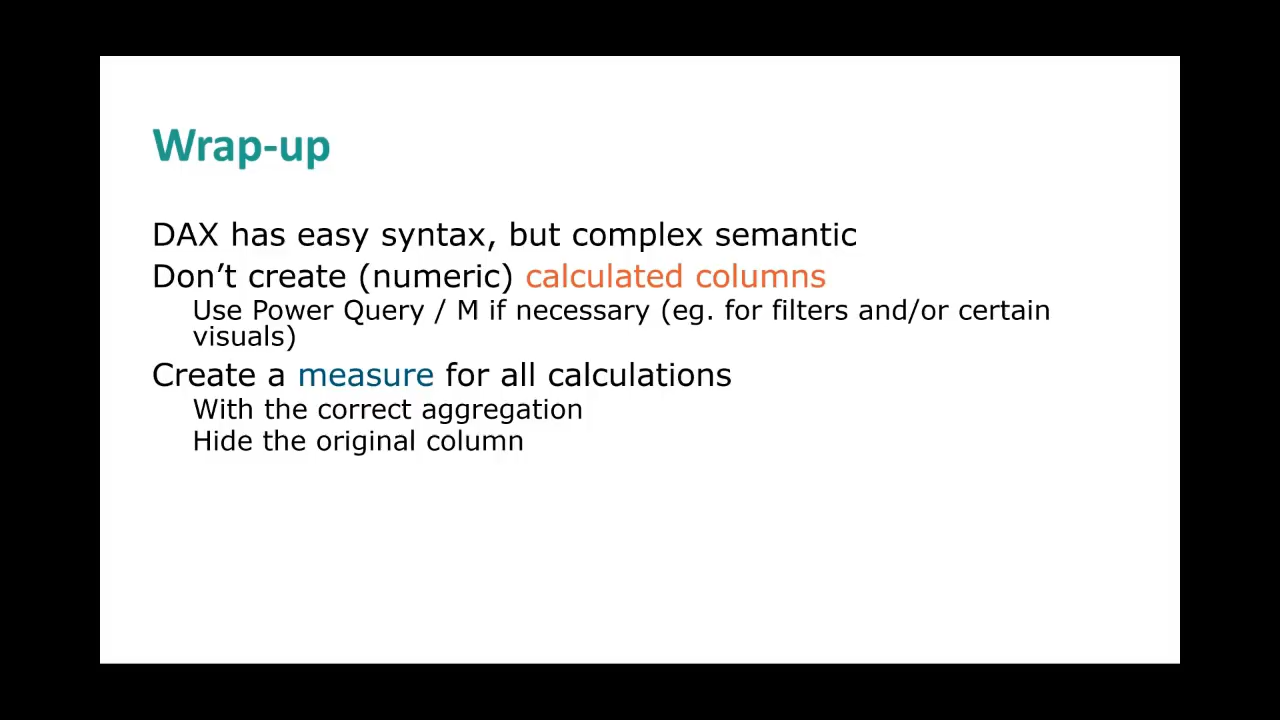 Wrap-up
DAX has easy syntax, but complex semantic
Don’t create (numeric) calculated columns
Use Power Query / M if necessary (eg. for filters and/or certain
visuals)
Create a measure for all calculations
With the correct aggregation
Hide the original column